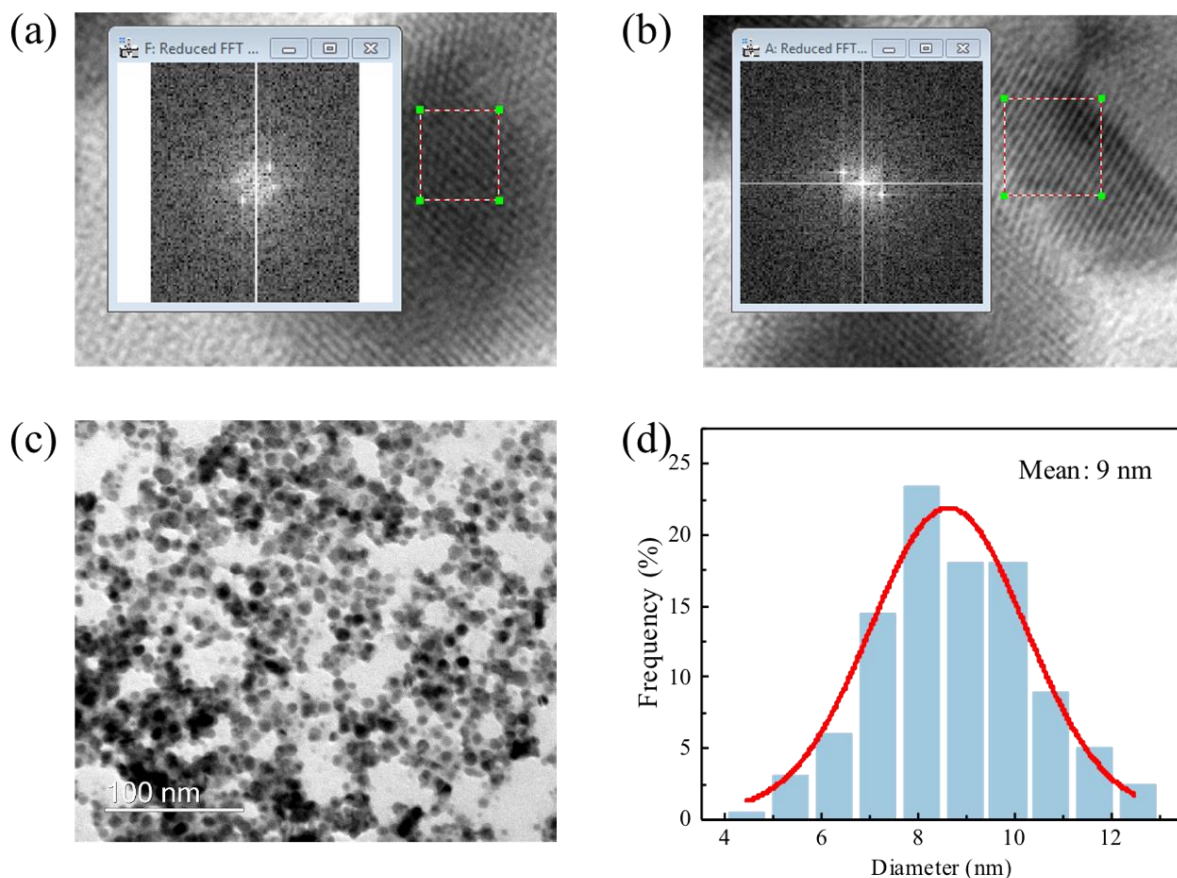 (a)
F: Reduced FFT ...
(b)
A: Reduced FFT...
(c)
100 nm
(d)
Mean: 9 nm
Frequency (%)
25
20
15
10
5
0
4
6
8
10
12
Diameter (nm)